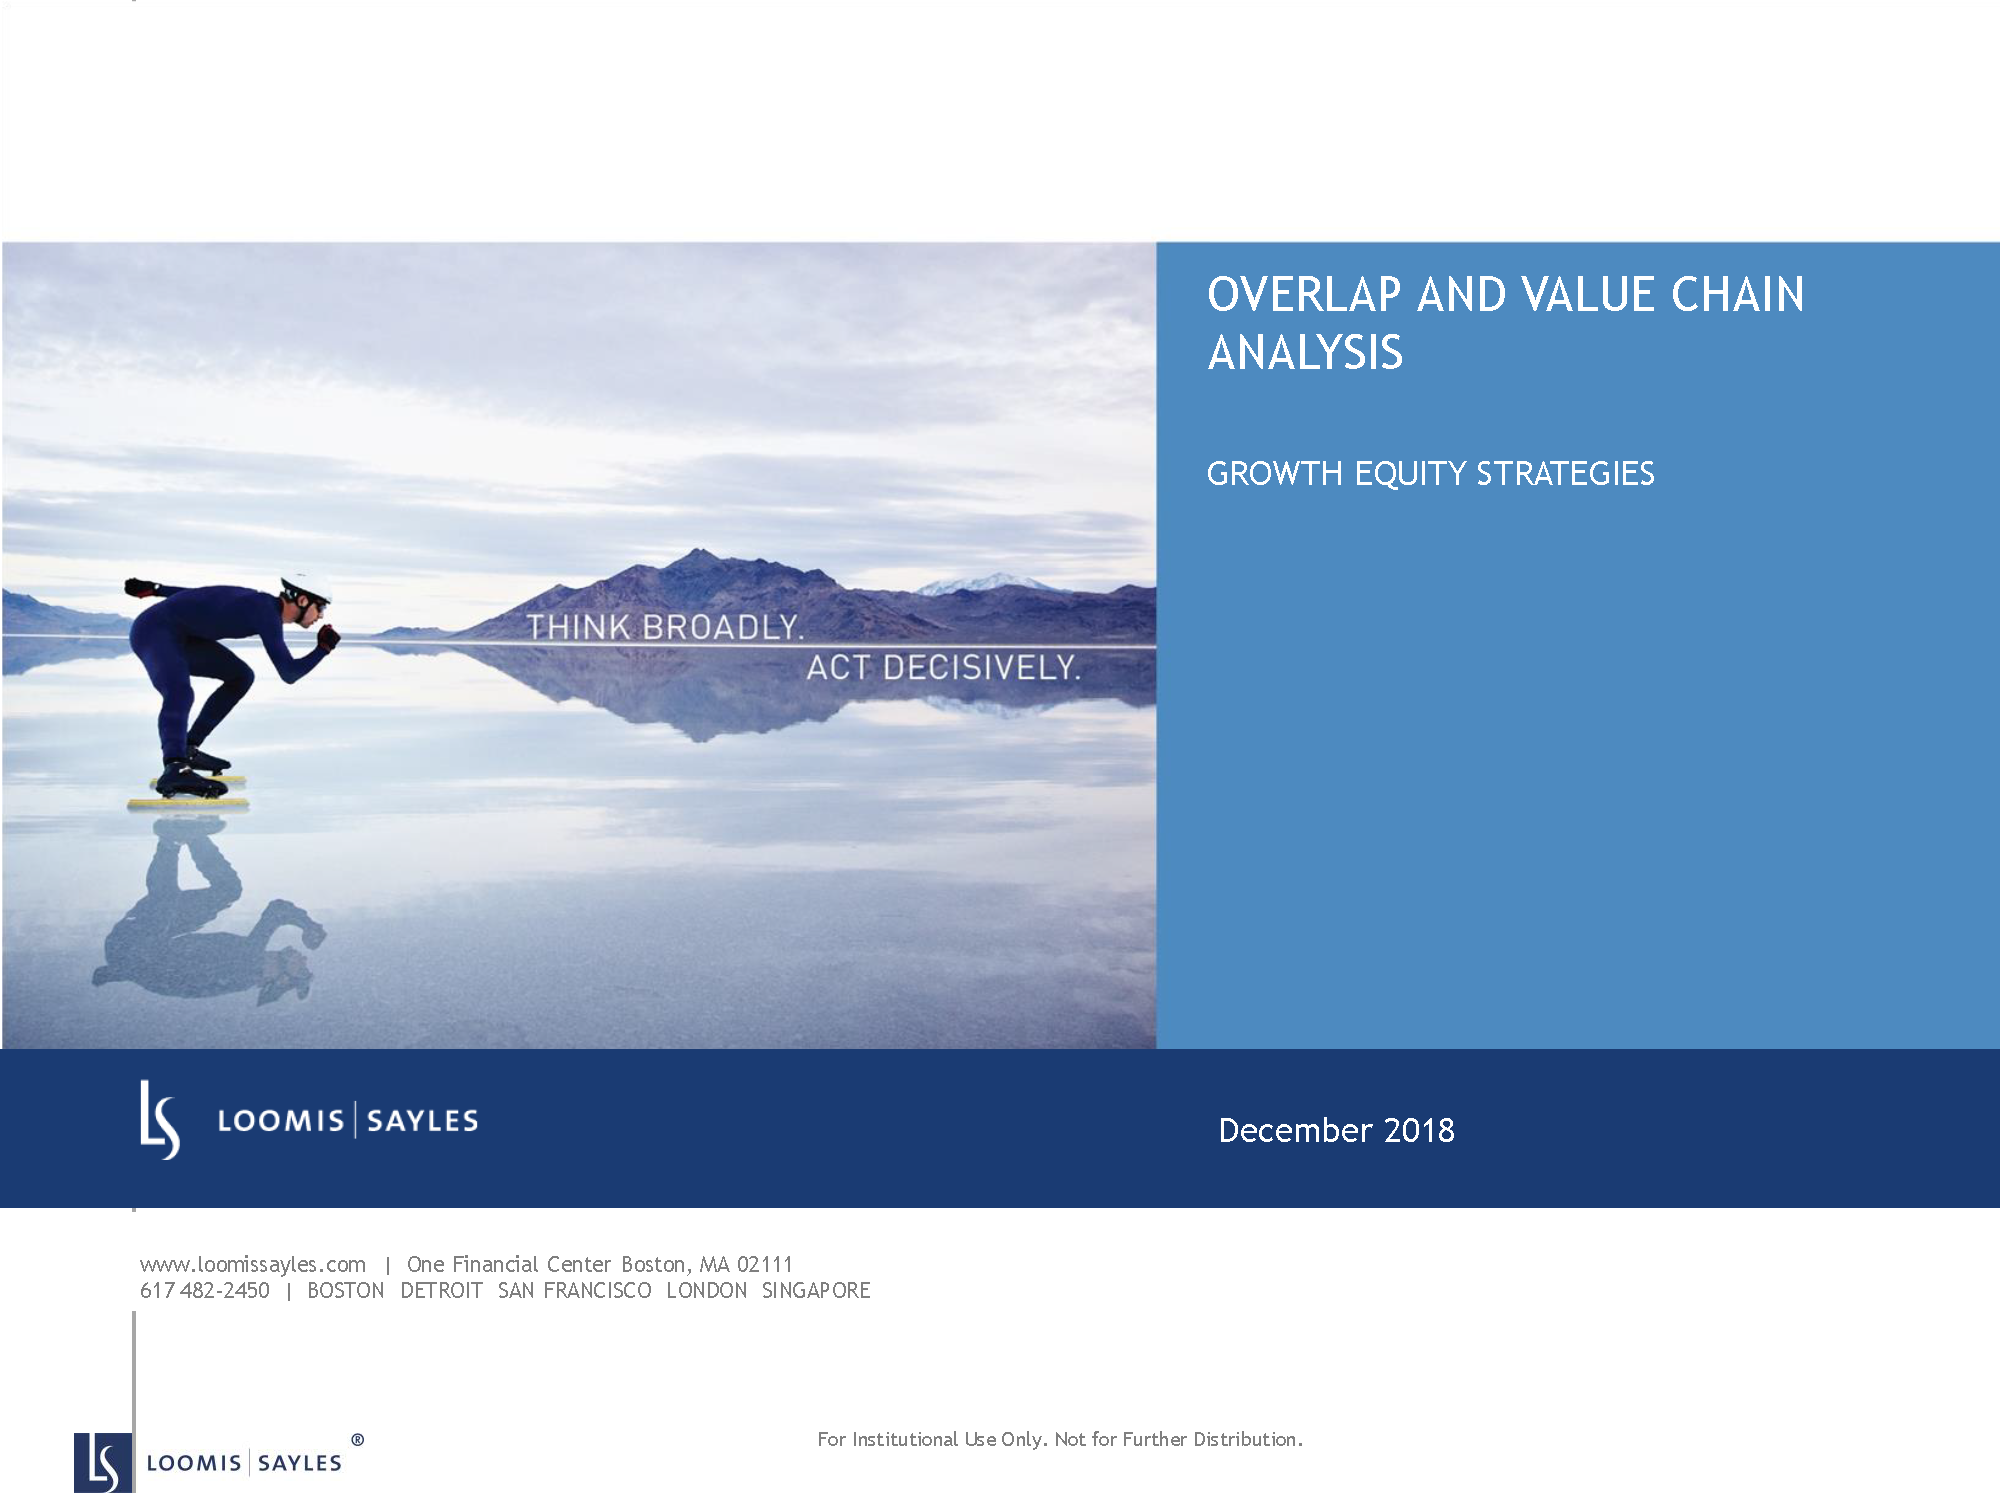 OVERLAP AND VALUE CHAIN
ANALYSIS
GROWTH EQUITY STRATEGIES
THINK BROADLY.
ACT DECISIVELY.
LS LOOMIS | SAYLES
December 2018
www.loomissayles.com | One Financial Center Boston, MA 02111
617 482-2450 | BOSTON DETROIT SAN FRANCISCO LONDON SINGAPORE
LS LOOMIS | SAYLES ®
For Institutional Use Only. Not for Further Distribution.